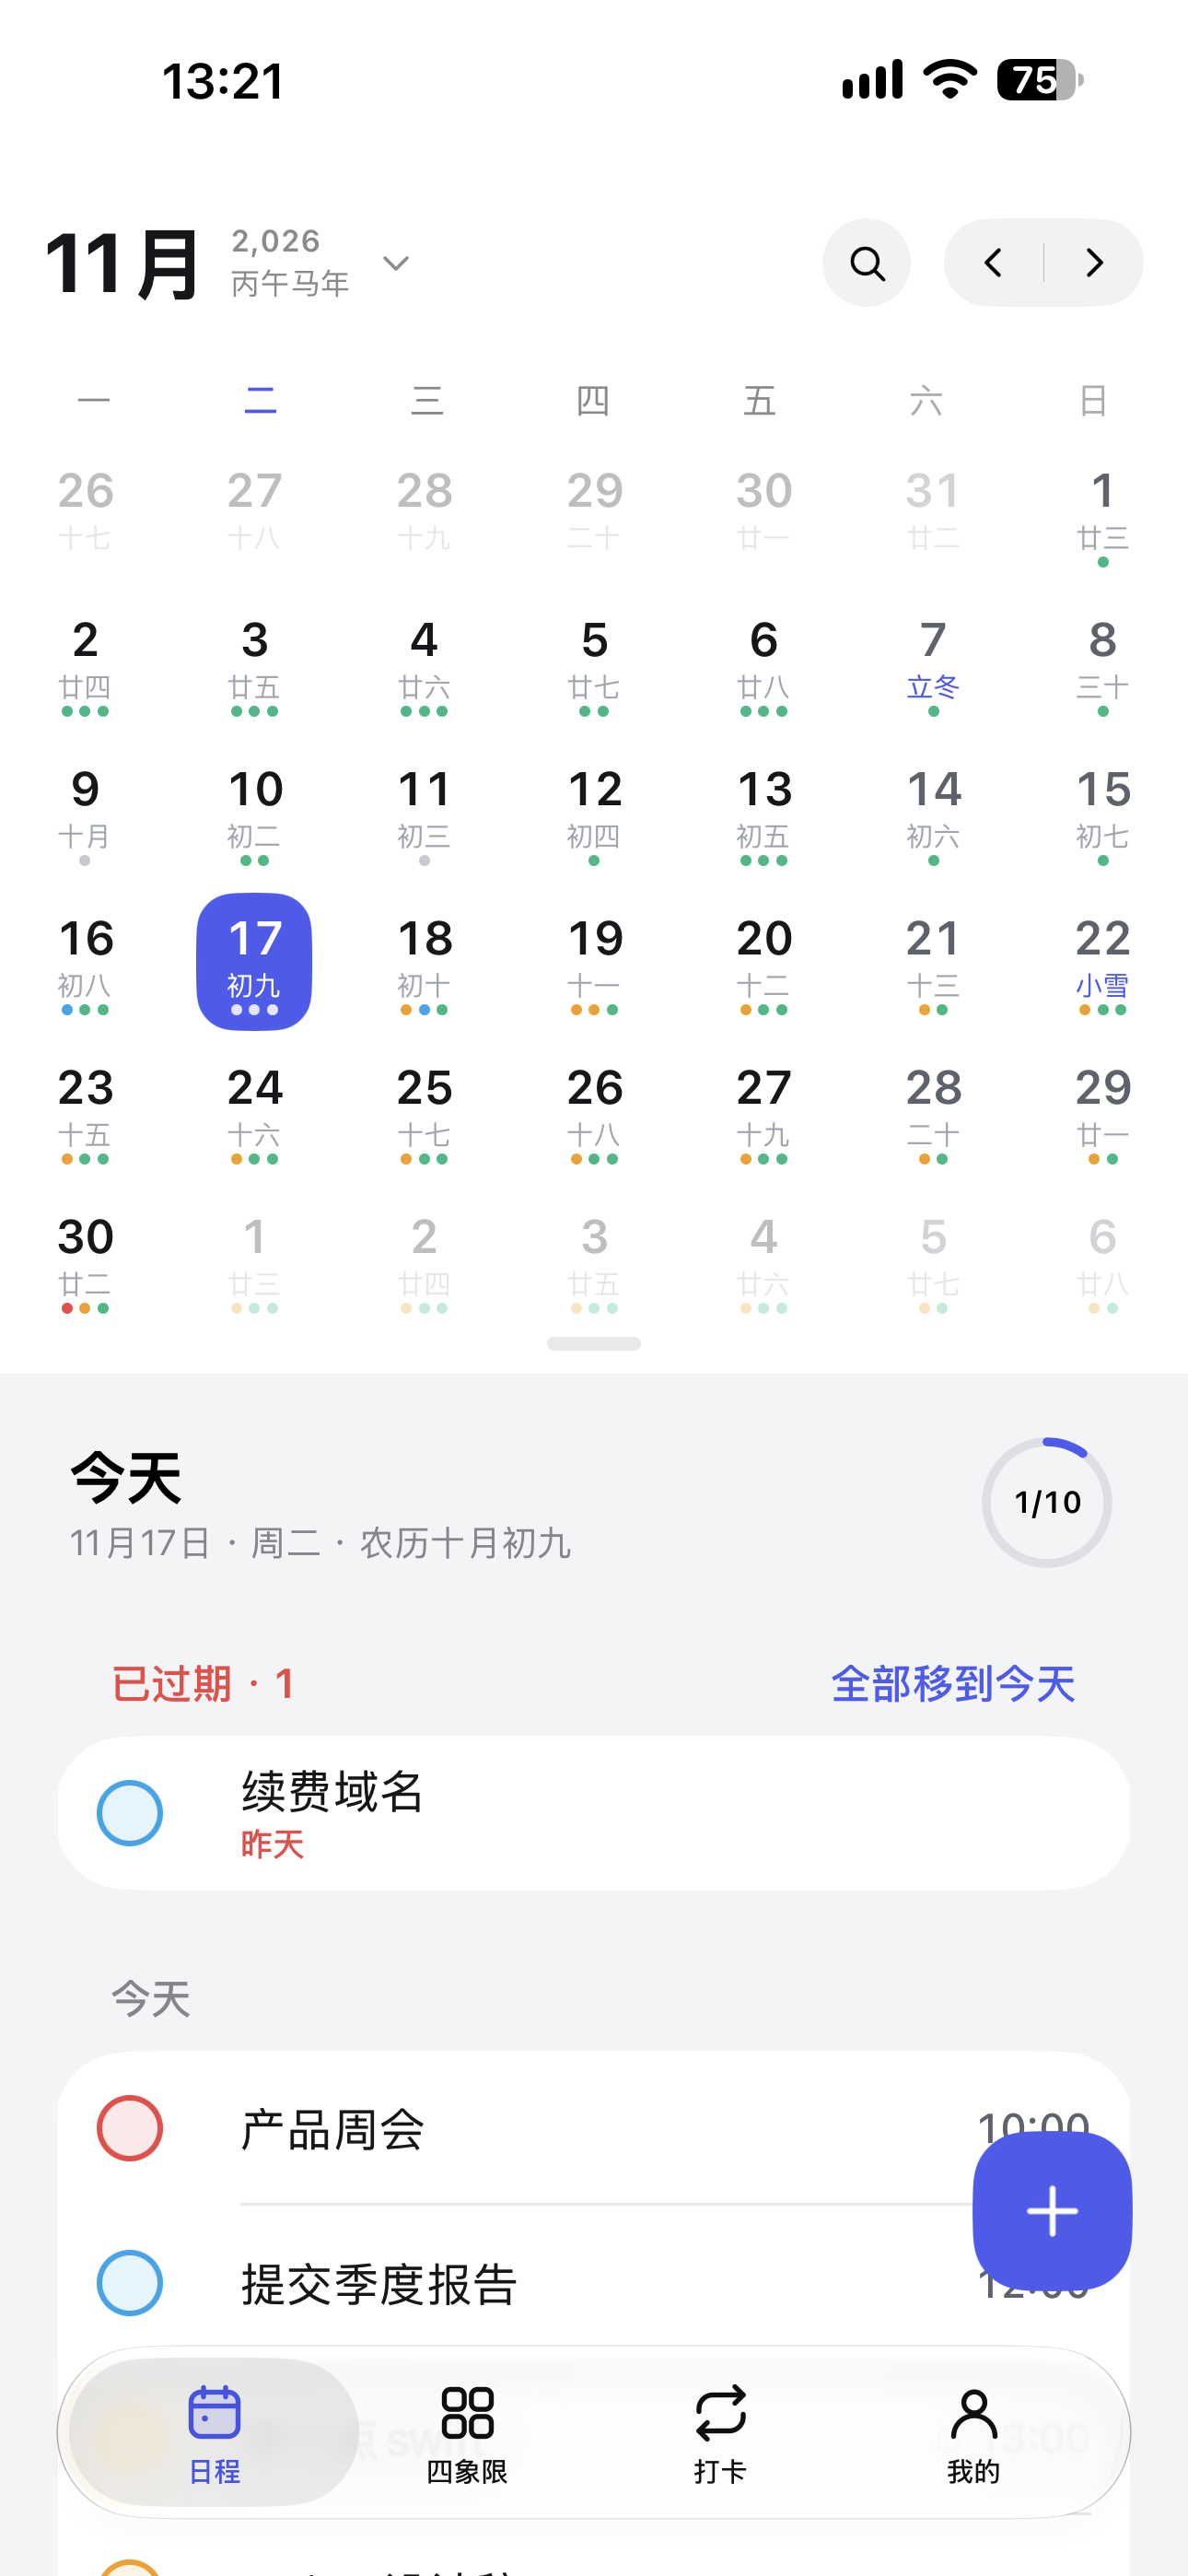 13:21
75
11月
2,026
丙午马年
一 二 三 四 五 六 日
26 27 28 29 30 31 1
十七 十八 十九 二十 廿一 廿二 廿三
2 3 4 5 6 7 8
廿四 廿五 廿六 廿七 廿八 立冬 三十
9 10 11 12 13 14 15
十月 初二 初三 初四 初五 初六 初七
16 17 18 19 20 21 22
初八 初九 初十 十一 十二 十三 小雪
23 24 25 26 27 28 29
十五 十六 十七 十八 十九 二十 廿一
30 1 2 3 4 5 6
廿二 廿三 廿四 廿五 廿六 廿七 廿八
今天
11月17日 · 周二 · 农历十月初九
1/10
已过期 · 1
全部移到今天
续费域名
昨天
今天
产品周会 10:00
提交季度报告
日程 四象限 打卡 我的